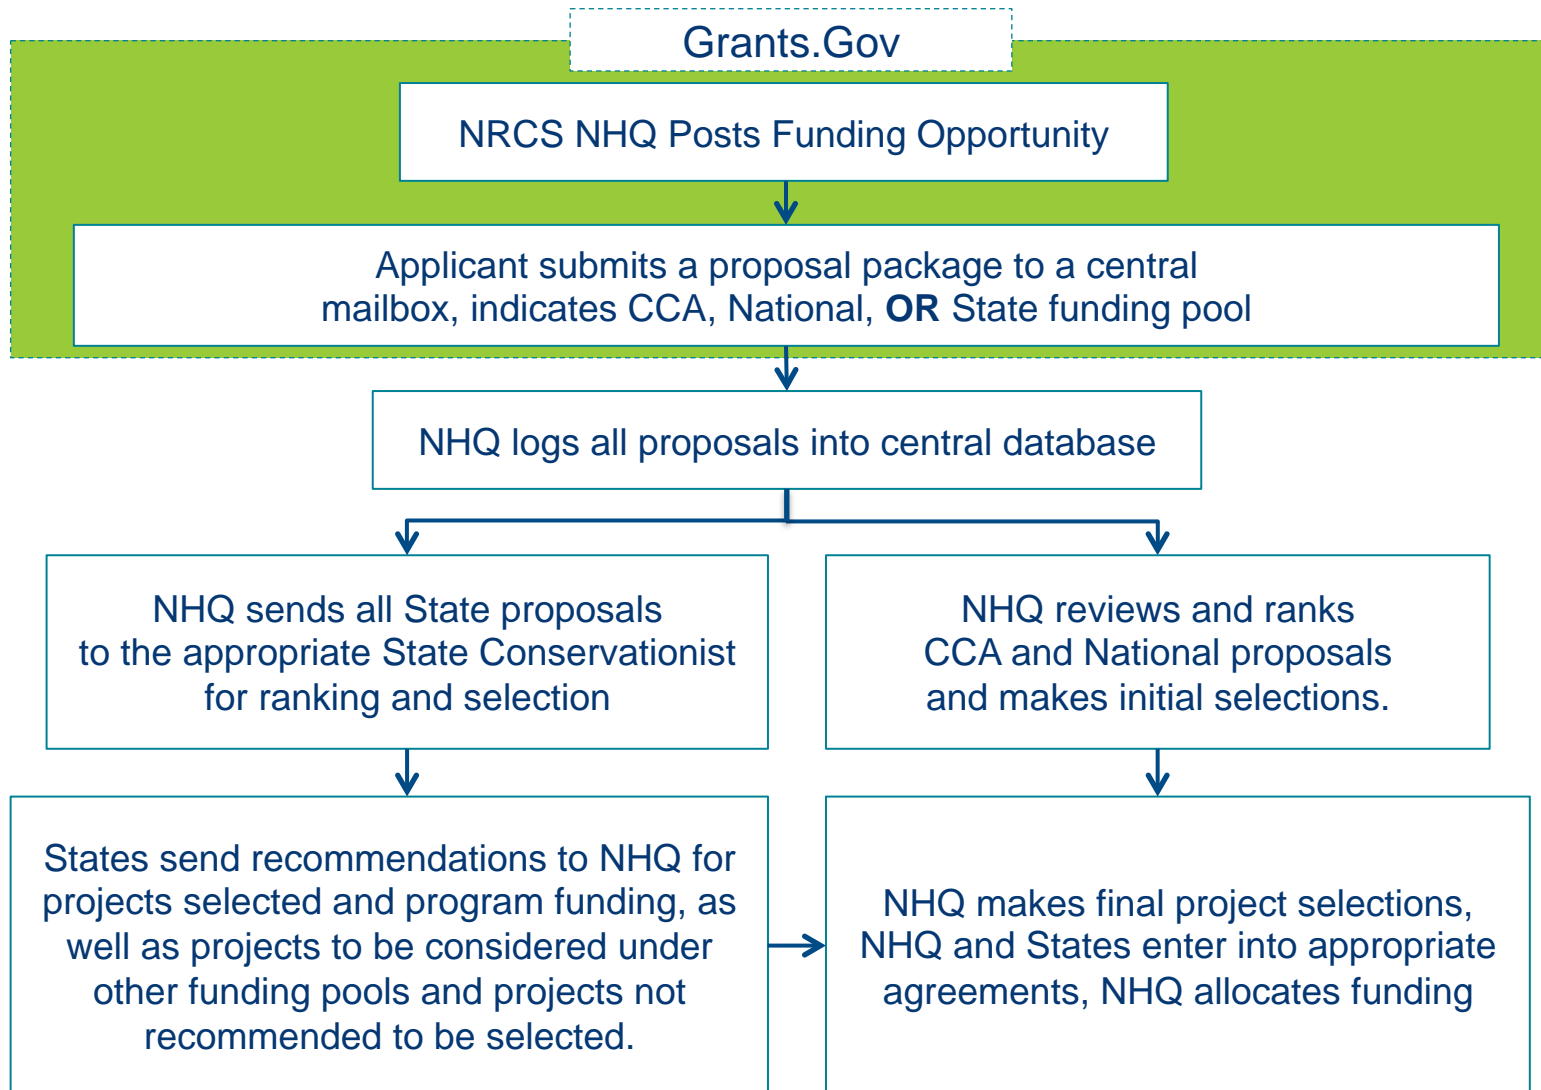 Grants.Gov
NRCS NHQ Posts Funding Opportunity
Applicant submits a proposal package to a central
mailbox, indicates CCA, National, OR State funding pool
NHQ logs all proposals into central database
NHQ sends all State proposals
to the appropriate State Conservationist
for ranking and selection
NHQ reviews and ranks
CCA and National proposals
and makes initial selections.
States send recommendations to NHQ for
projects selected and program funding, as
well as projects to be considered under
other funding pools and projects not
recommended to be selected.
NHQ makes final project selections,
NHQ and States enter into appropriate
agreements, NHQ allocates funding